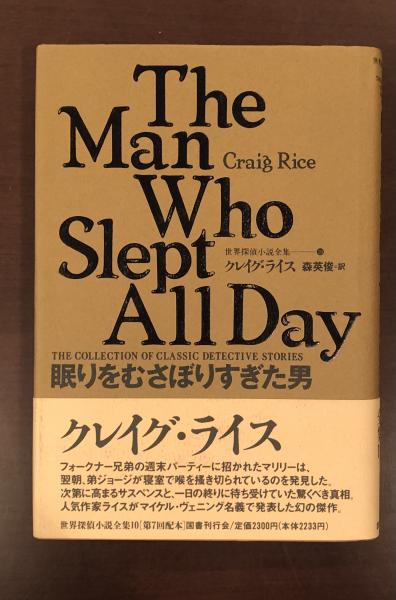 The
Man
Craig Rice
Who
世界探偵小説全集
Slept
クレイグ・ライス 森英俊=訳
All Day
THE COLLECTION OF CLASSIC DETECTIVE STORIES
眠りをむさぼりすぎた男
クレイグ・ライス
フォークナー兄弟の週末パーティーに招かれたマリリーは、
翌朝、弟ジョージが寝室で喉を掻き切られているのを発見した。
次第に高まるサスペンスと、一日の終りに待ち受けていた驚くべき真相。
人気作家ライスがマイケル・ヴェニング名義で発表した幻の傑作。
世界探偵小説全集10[第7回配本]国書刊行会/定価2300円(本体2233円)